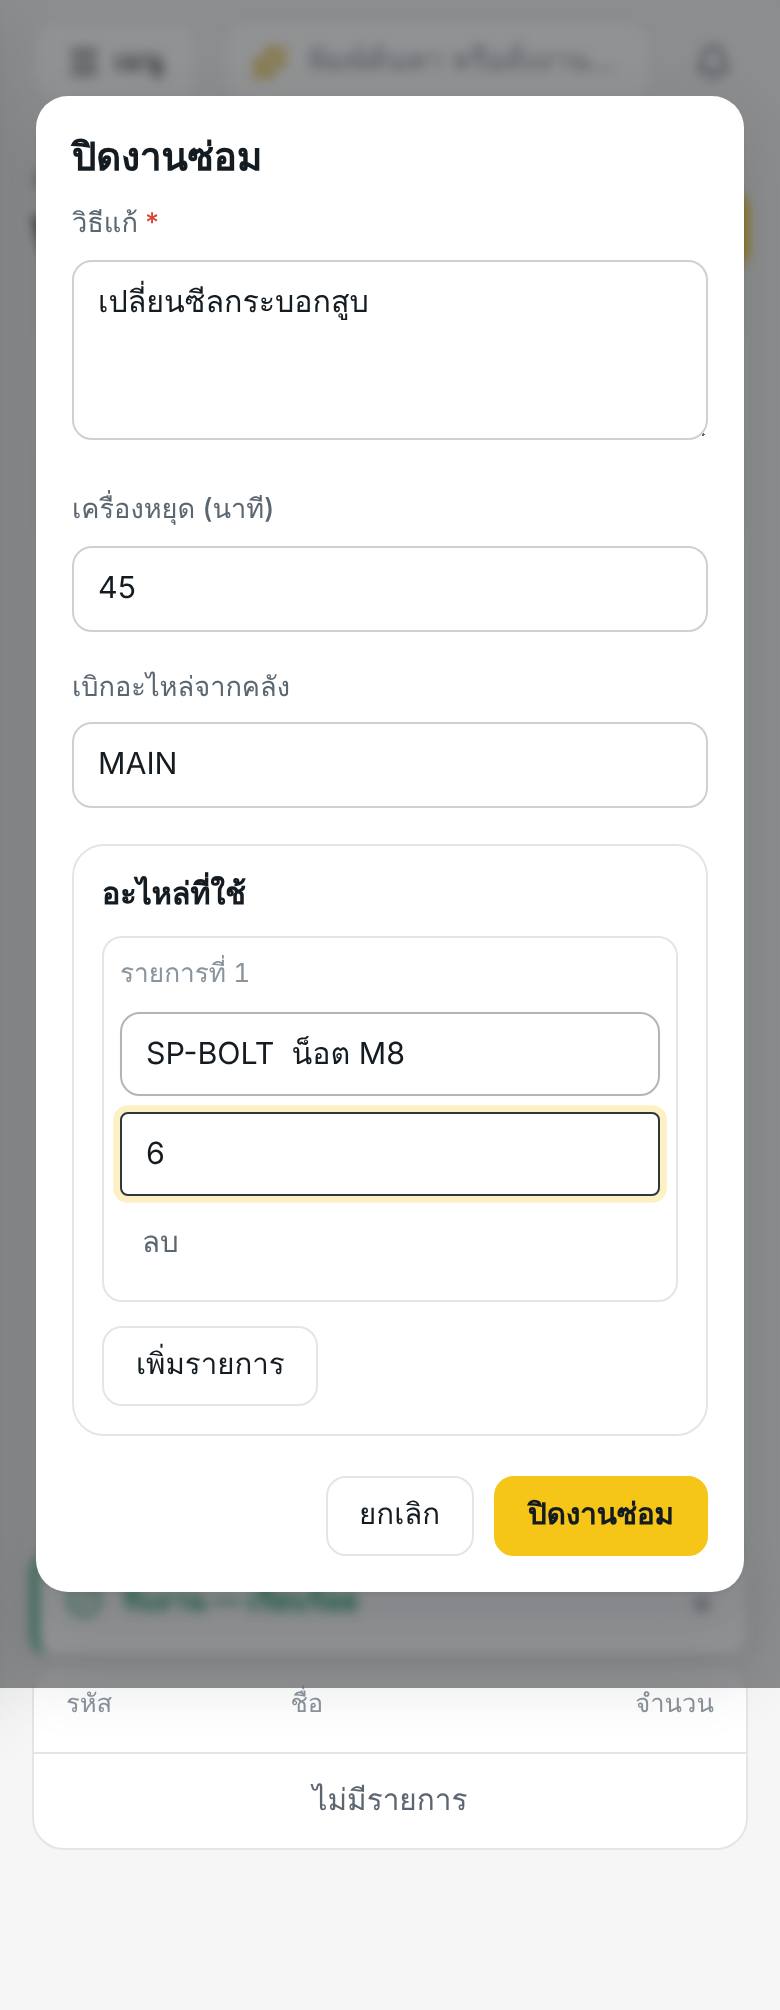 เมนู
ปิดงานซ่อม
วิธีแก้ *
เปลี่ยนซีลกระบอกสูบ
เครื่องหยุด (นาที)
45
เบิกอะไหล่จากคลัง
MAIN
อะไหล่ที่ใช้
รายการที่ 1
SP-BOLT น็อต M8
6
ลบ
เพิ่มรายการ
ยกเลิก
ปิดงานซ่อม
รหัส ชื่อ จำนวน
ไม่มีรายการ